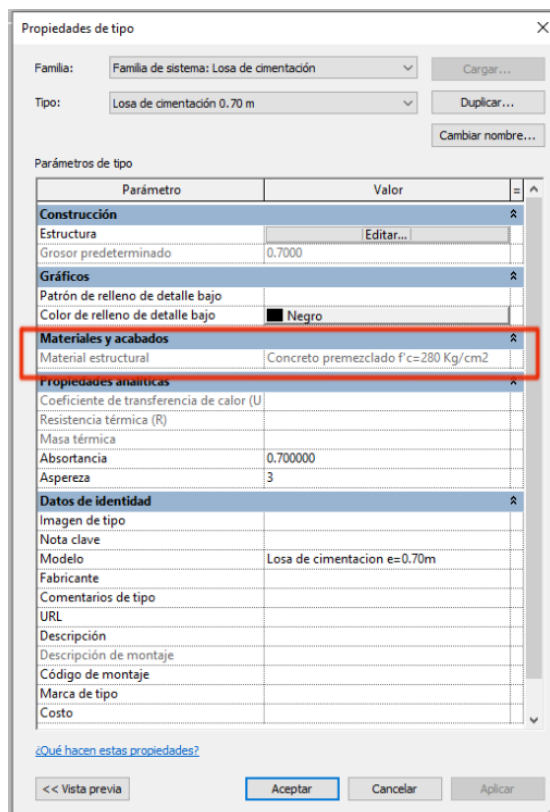 Propiedades de tipo
Familia: Familia de sistema: Losa de cimentación Cargar...
Tipo: Losa de cimentación 0.70 m Duplicar...
Cambiar nombre...
Parámetros de tipo
Parámetro Valor =
Construcción
Estructura Editar...
Grosor predeterminado 0.7000
Gráficos
Patrón de relleno de detalle bajo
Color de relleno de detalle bajo Negro
Materiales y acabados
Material estructural Concreto premezclado f'c=280 Kg/cm2
Propiedades analíticas
Coeficiente de transferencia de calor (U
Resistencia térmica (R)
Masa térmica
Absortancia 0.700000
Aspereza 3
Datos de identidad
Imagen de tipo
Nota clave
Modelo Losa de cimentacion e=0.70m
Fabricante
Comentarios de tipo
URL
Descripción
Descripción de montaje
Código de montaje
Marca de tipo
Costo
¿Qué hacen estas propiedades?
<< Vista previa Aceptar Cancelar Aplicar